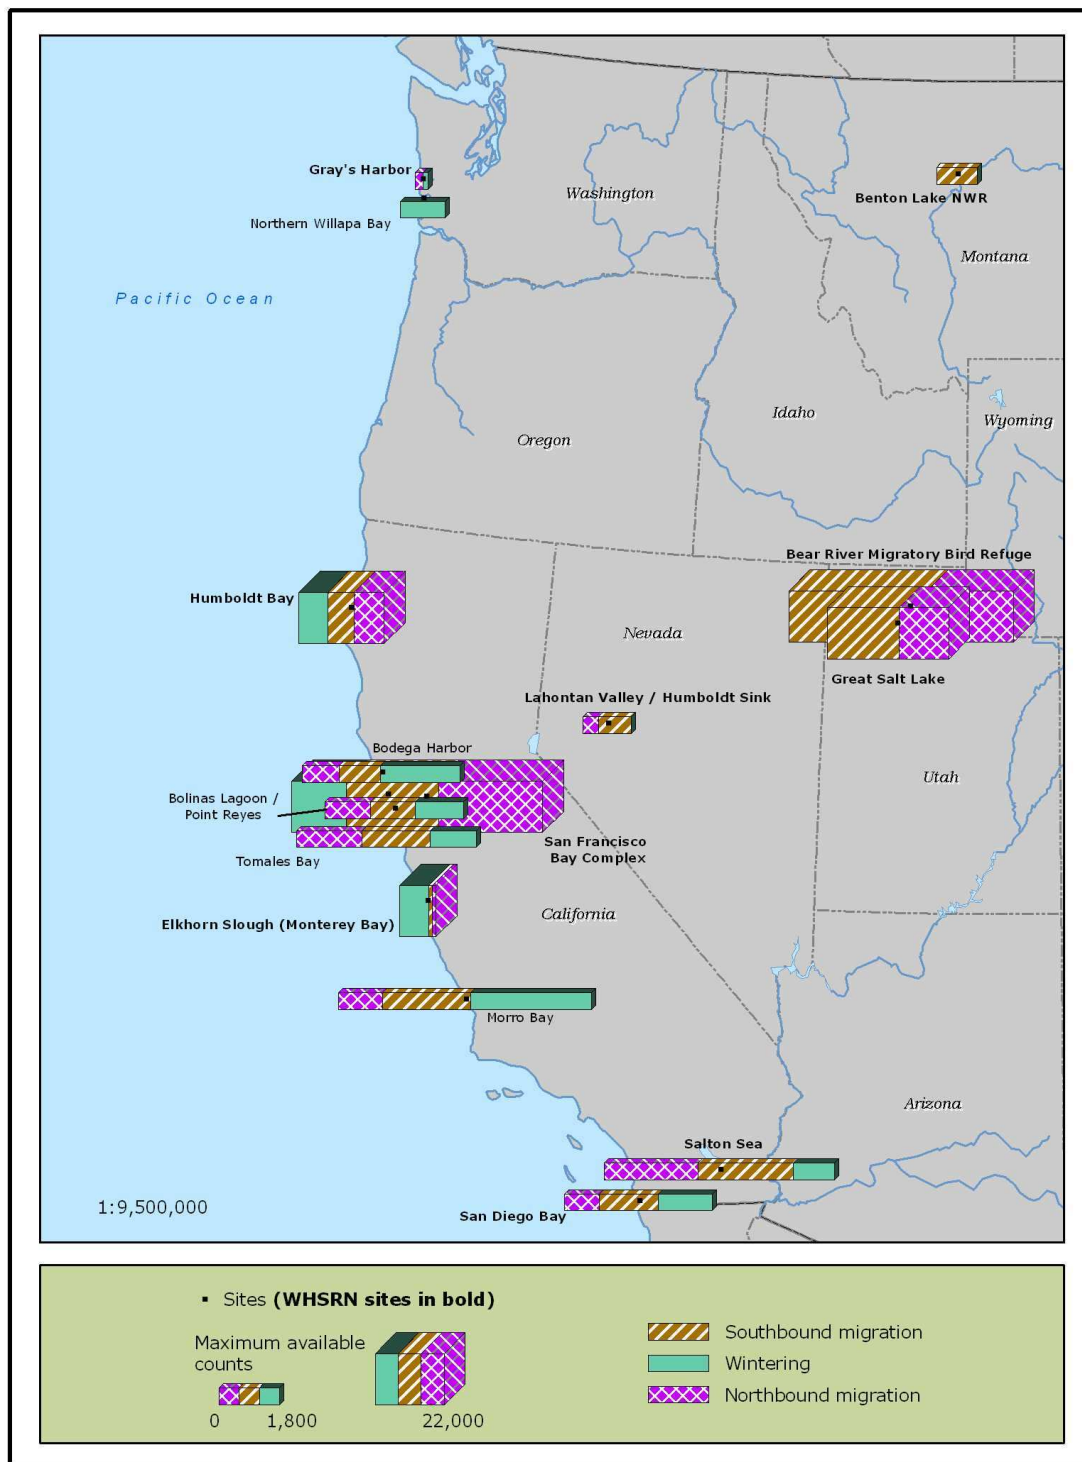 Gray's Harbor
Northern Willapa Bay
Washington
Benton Lake NWR
Montana
Pacific Ocean
Oregon
Idaho
Wyoming
Humboldt Bay
Nevada
Bear River Migratory Bird Refuge
Great Salt Lake
Lahontan Valley / Humboldt Sink
Utah
Bodega Harbor
Bolinas Lagoon /
Point Reyes
Tomales Bay
San Francisco
Bay Complex
Elkhorn Slough (Monterey Bay)
California
Morro Bay
Arizona
Salton Sea
San Diego Bay
1:9,500,000
Sites (WHSRN sites in bold)
Maximum available
counts
0 1,800 22,000
Southbound migration
Wintering
Northbound migration